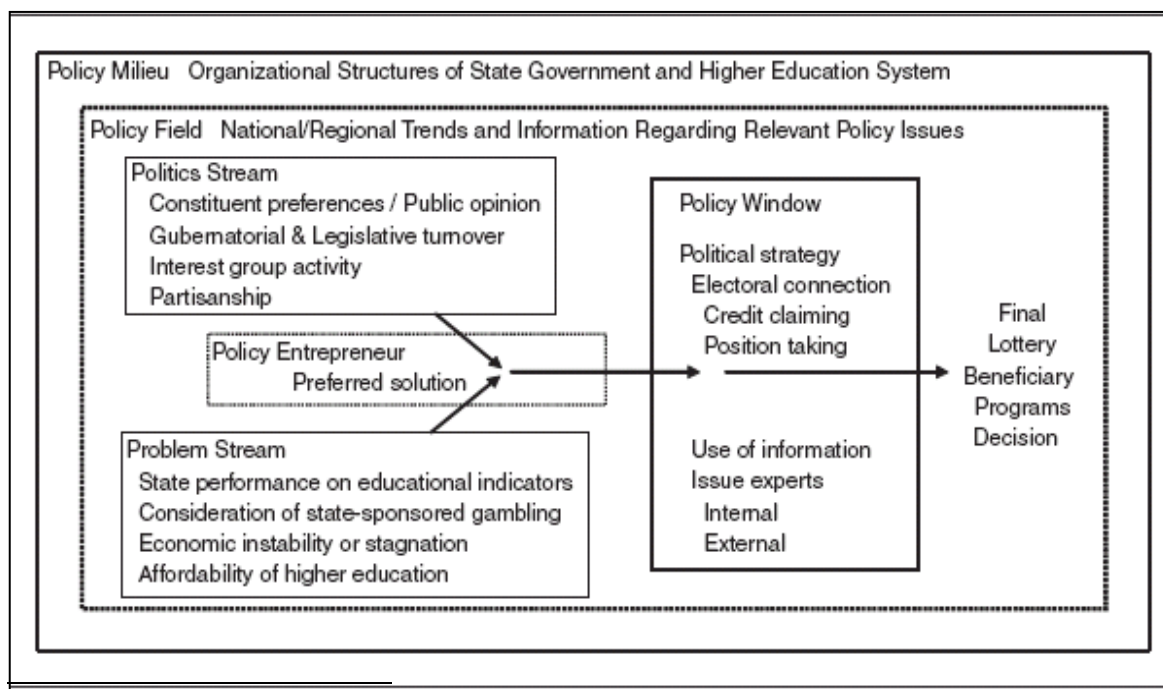 Policy Milieu Organizational Structures of State Government and Higher Education System
Policy Field National/Regional Trends and Information Regarding Relevant Policy Issues
Politics Stream
Constituent preferences / Public opinion
Gubernatorial & Legislative turnover
Interest group activity
Partisanship
Policy Entrepreneur
Preferred solution
Problem Stream
State performance on educational indicators
Consideration of state-sponsored gambling
Economic instability or stagnation
Affordability of higher education
Policy Window
Political strategy
Electoral connection
Credit claiming
Position taking
Use of information
Issue experts
Internal
External
Final
Lottery
Beneficiary
Programs
Decision